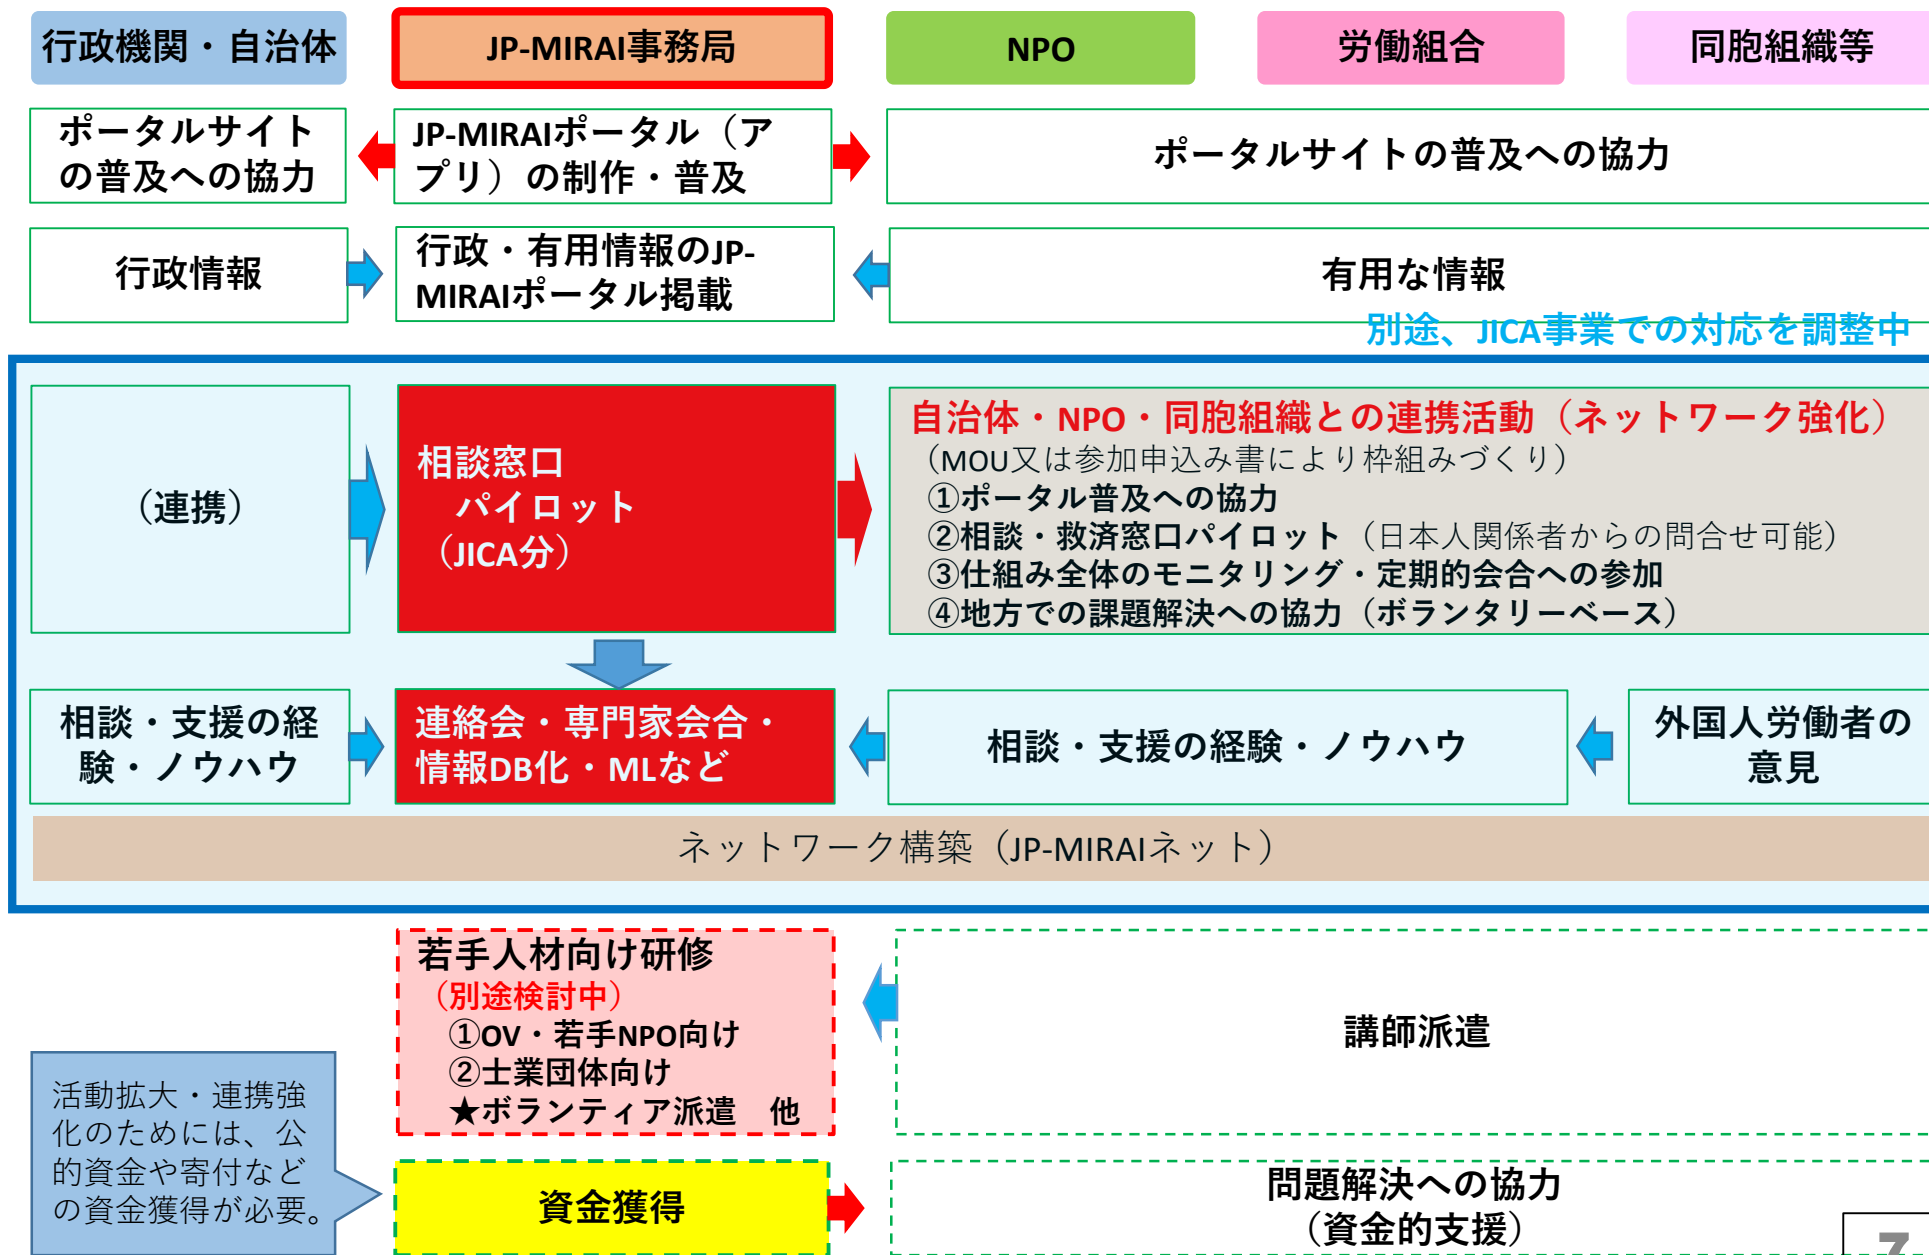 行政機関・自治体
JP-MIRAI事務局
NPO
労働組合
同胞組織等
ポータルサイト
の普及への協力
JP-MIRAIポータル（ア
プリ）の制作・普及
ポータルサイトの普及への協力
行政情報
行政・有用情報のJP-
MIRAIポータル掲載
有用な情報
別途、JICA事業での対応を調整中
（連携）
相談窓口
パイロット
（JICA分）
自治体・NPO・同胞組織との連携活動（ネットワーク強化）
（MOU又は参加申込み書により枠組みづくり）
①ポータル普及への協力
②相談・救済窓口パイロット（日本人関係者からの問合せ可能）
③仕組み全体のモニタリング・定期的会合への参加
④地方での課題解決への協力（ボランタリーベース）
相談・支援の経
験・ノウハウ
連絡会・専門家会合・
情報DB化・MLなど
相談・支援の経験・ノウハウ
外国人労働者の
意見
ネットワーク構築（JP-MIRAIネット）
若手人材向け研修
（別途検討中）
①OV・若手NPO向け
②士業団体向け
★ボランティア派遣　他
講師派遣
活動拡大・連携強
化のためには、公
的資金や寄付など
の資金獲得が必要。
資金獲得
問題解決への協力
（資金的支援）